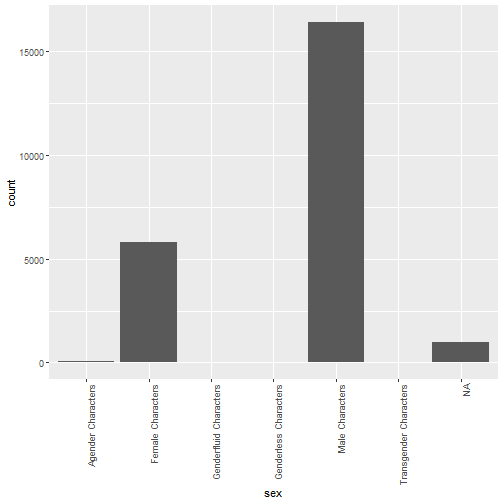 15000
10000
5000
0
count
Agender Characters
Female Characters
Genderfluid Characters
Genderless Characters
Male Characters
Transgender Characters
NA
sex